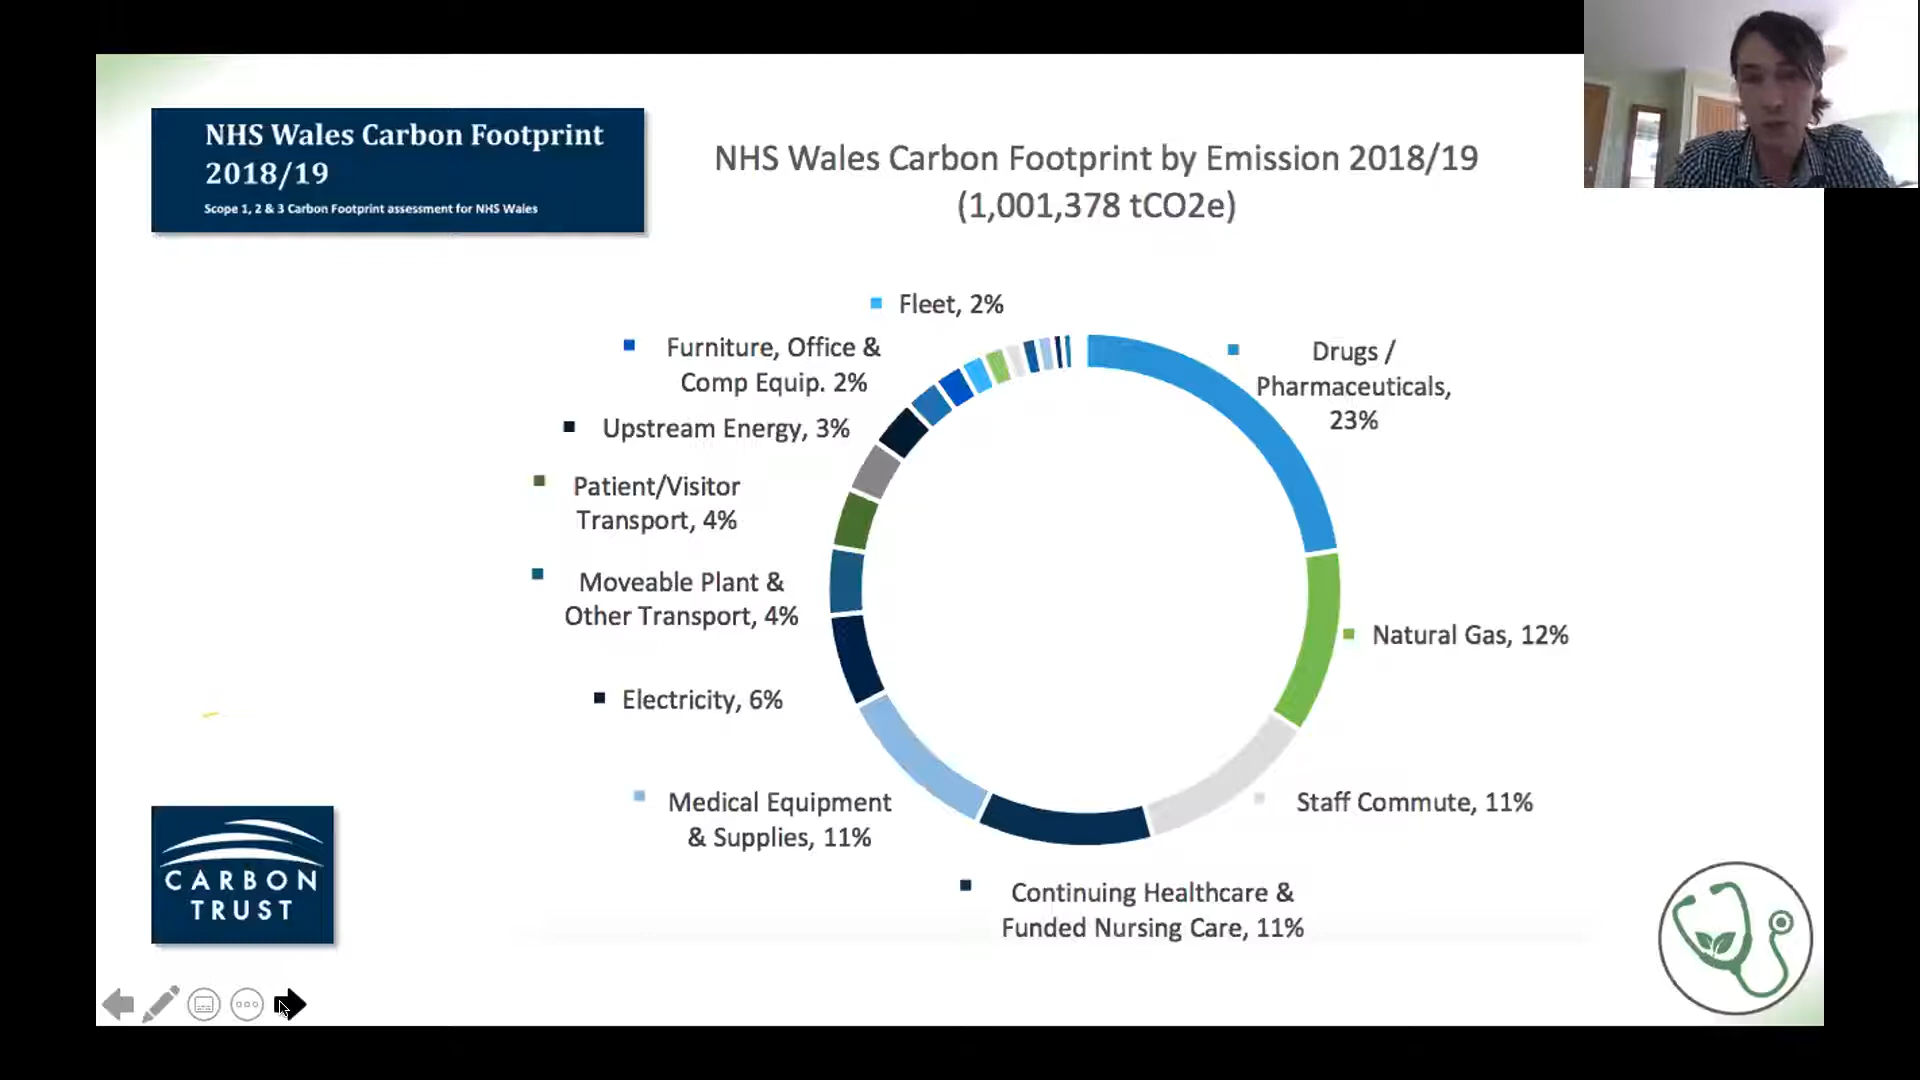 NHS Wales Carbon Footprint
2018/19
Scope 1, 2 & 3 Carbon Footprint assessment for NHS Wales
NHS Wales Carbon Footprint by Emission 2018/19
(1,001,378 tCO2e)
Fleet, 2%
Furniture, Office &
Comp Equip. 2%
Upstream Energy, 3%
Patient/Visitor
Transport, 4%
Moveable Plant &
Other Transport, 4%
Electricity, 6%
Medical Equipment
& Supplies, 11%
Continuing Healthcare &
Funded Nursing Care, 11%
Staff Commute, 11%
Natural Gas, 12%
Drugs /
Pharmaceuticals,
23%
CARBON
TRUST